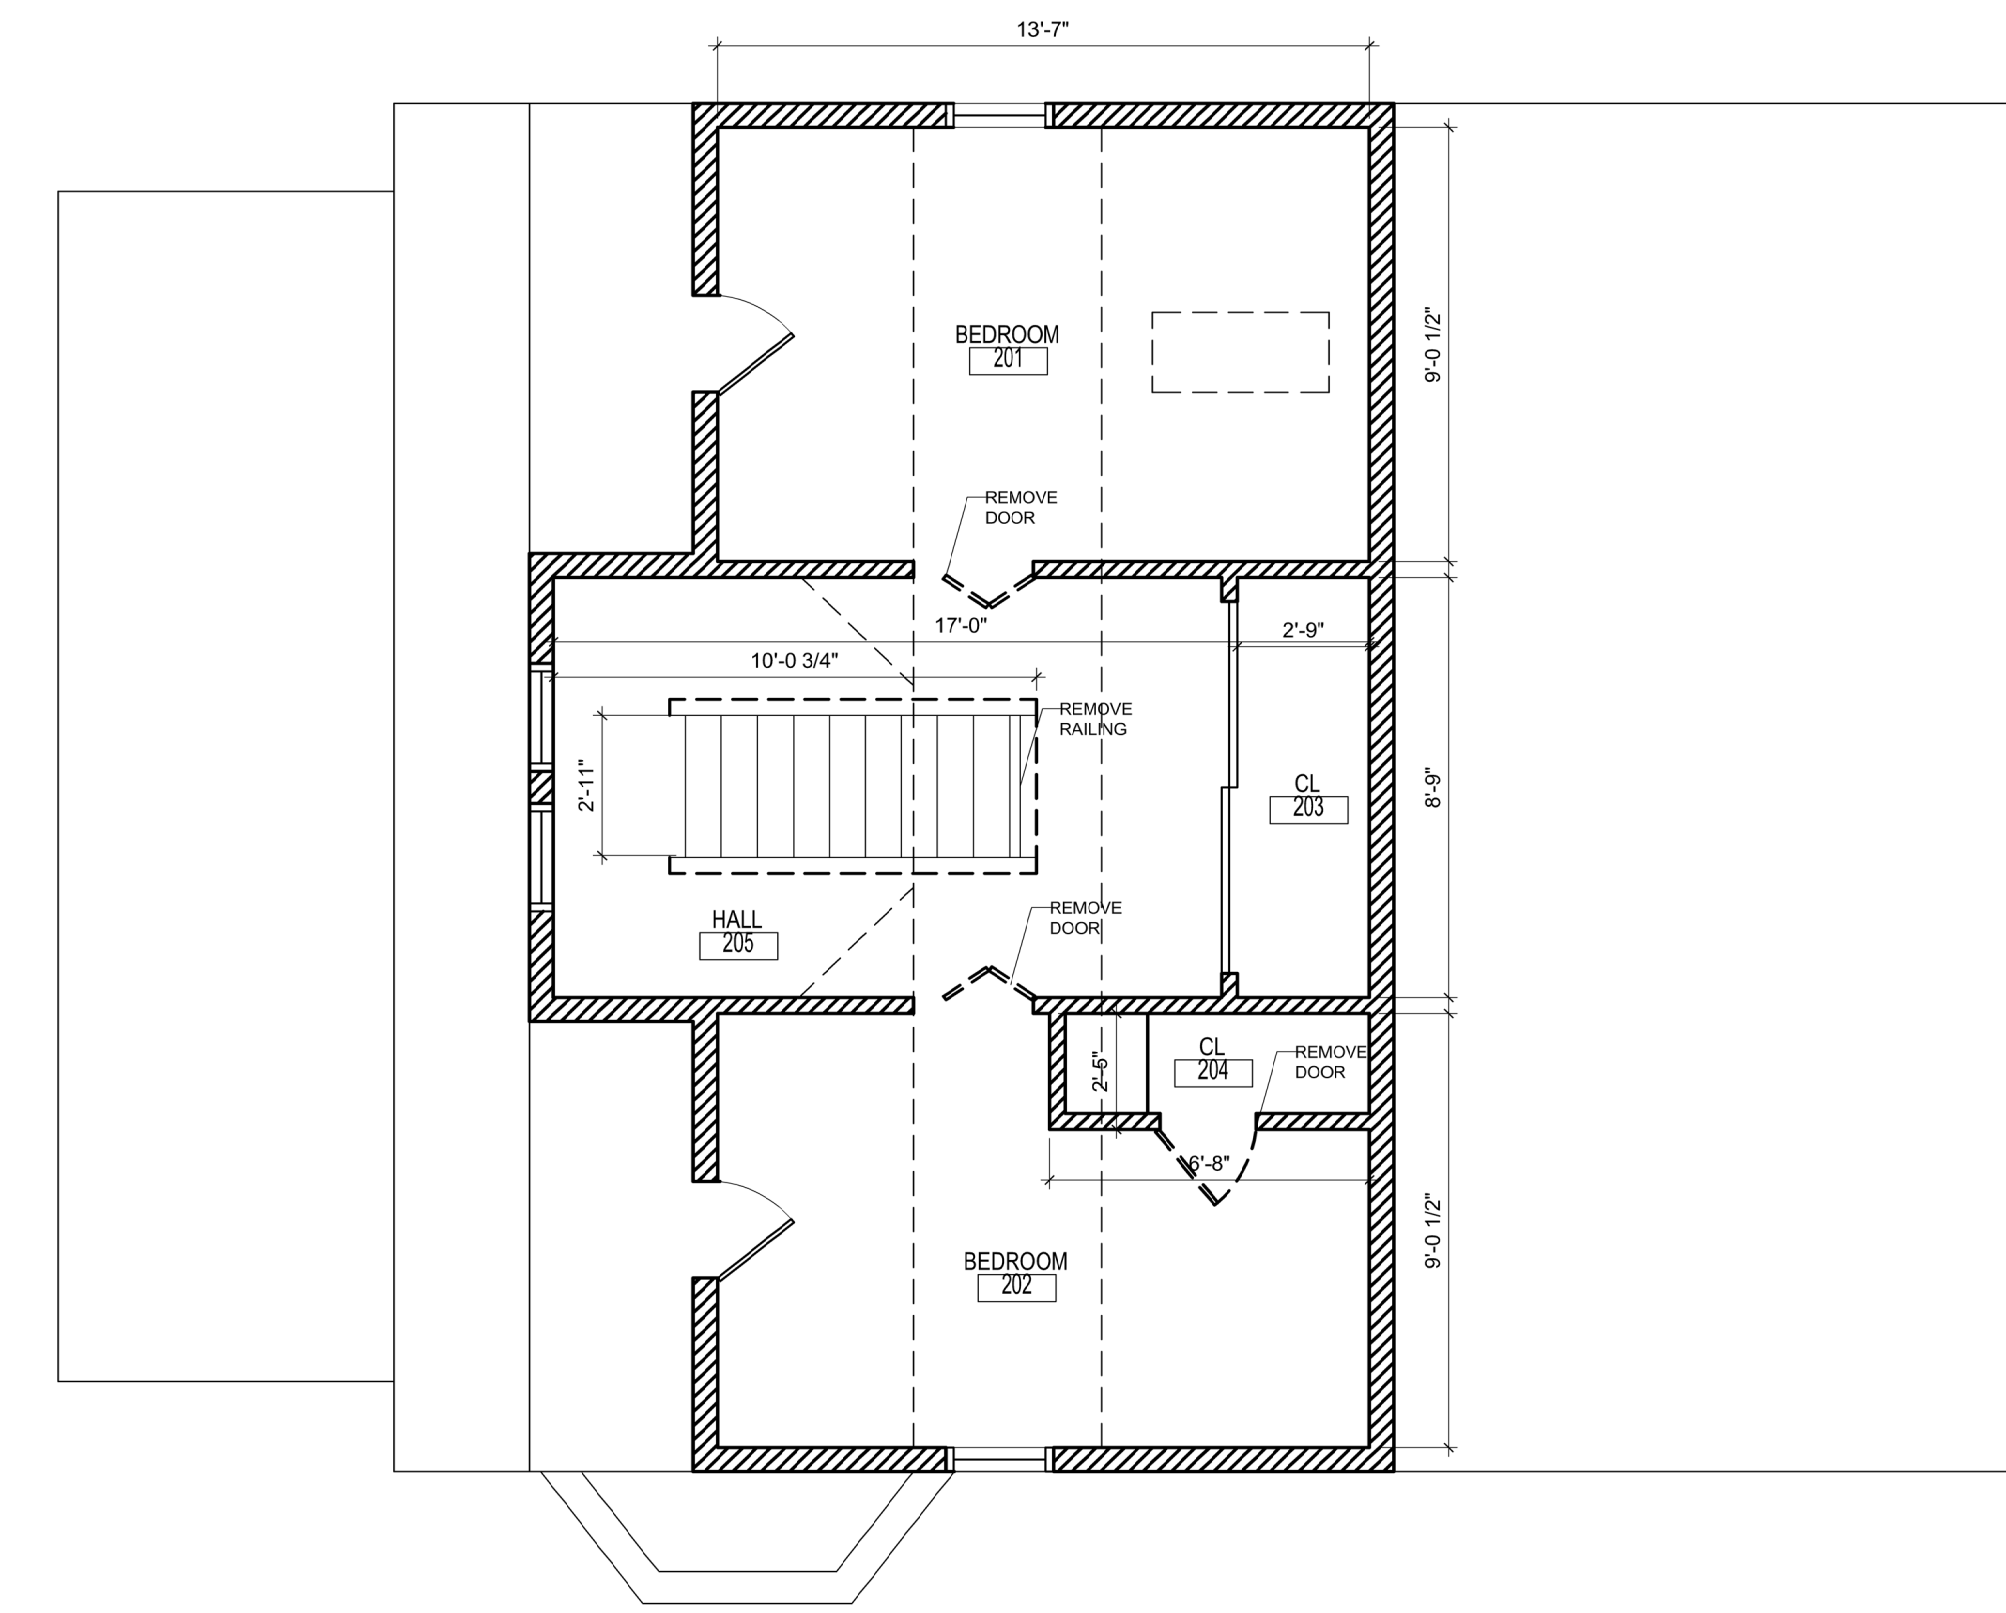 13'-7"
9'-0 1/2"
BEDROOM
201
REMOVE
DOOR
17'-0"
2'-9"
10'-0 3/4"
REMOVE
RAILING
2'-11"
CL
203
8'-9"
HALL
205
REMOVE
DOOR
CL
204
REMOVE
DOOR
2'-5"
6'-8"
9'-0 1/2"
BEDROOM
202